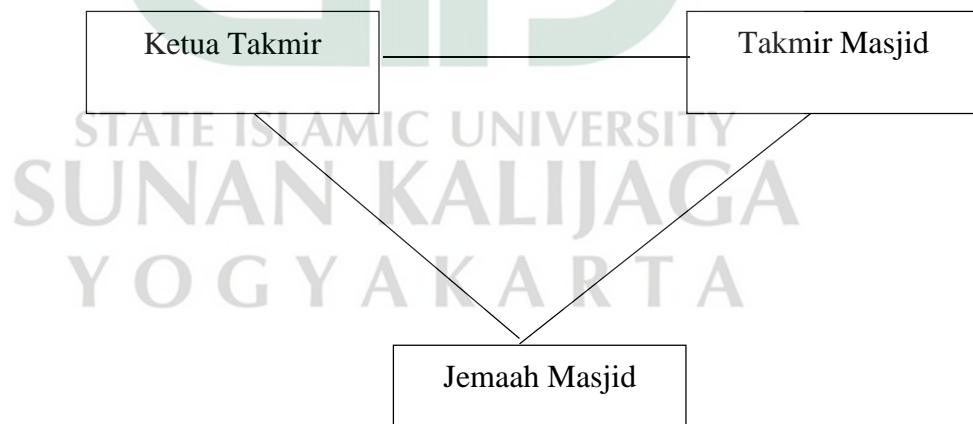 Ketua Takmir
Takmir Masjid
STATE ISLAMIC UNIVERSITY
SUNAN KALIJAGA
YOGYAKARTA
Jemaah Masjid